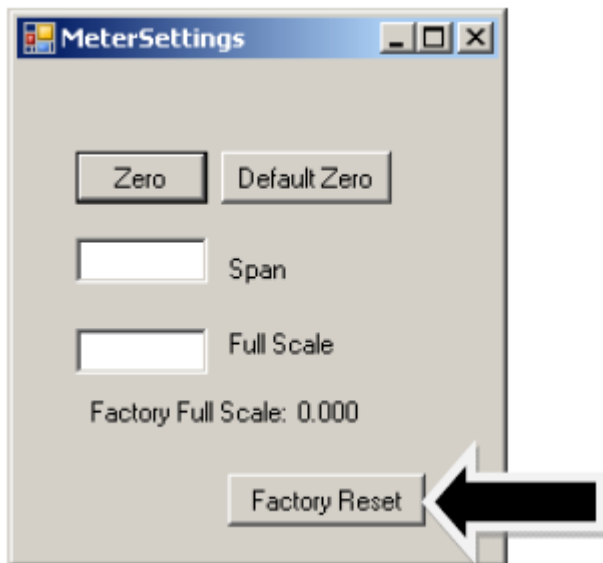 MeterSettings
Zero Default Zero
Span
Full Scale
Factory Full Scale: 0.000
Factory Reset